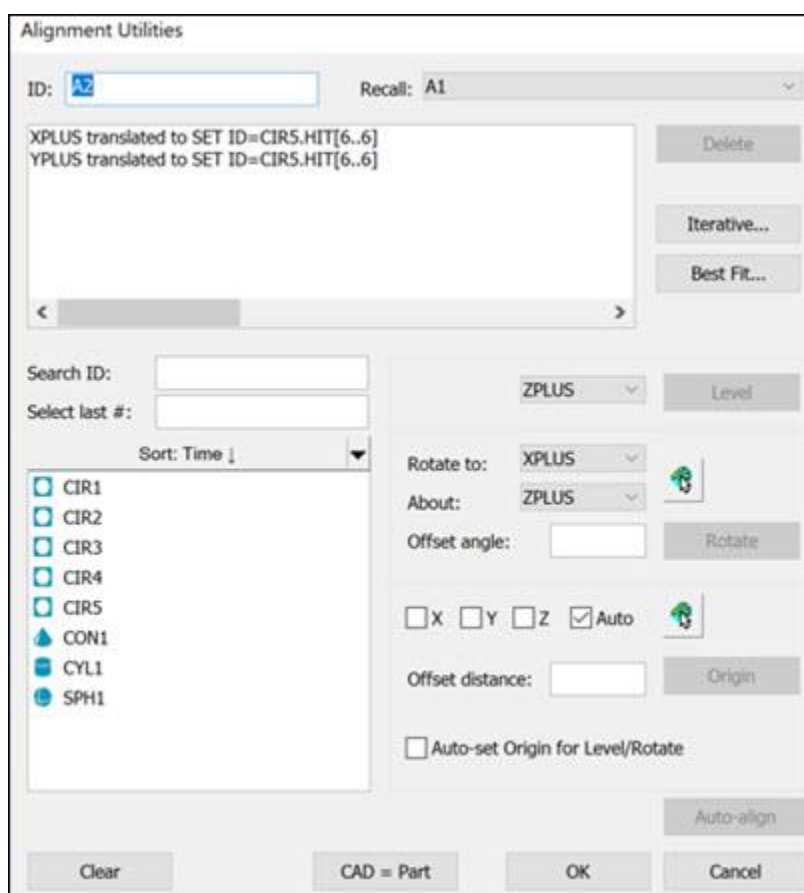 Alignment Utilities
ID: A2 Recall: A1
XPLUS translated to SET ID=CIR5.HIT[6..6]
YPLUS translated to SET ID=CIR5.HIT[6..6]
Delete
Iterative...
Best Fit...
Search ID:
Select last #:
Sort: Time ↓
CIR1
CIR2
CIR3
CIR4
CIR5
CON1
CYL1
SPH1
ZPLUS Level
Rotate to: XPLUS
About: ZPLUS
Offset angle: Rotate
X Y Z Auto
Offset distance: Origin
Auto-set Origin for Level/Rotate
Auto-align
Clear CAD = Part OK Cancel